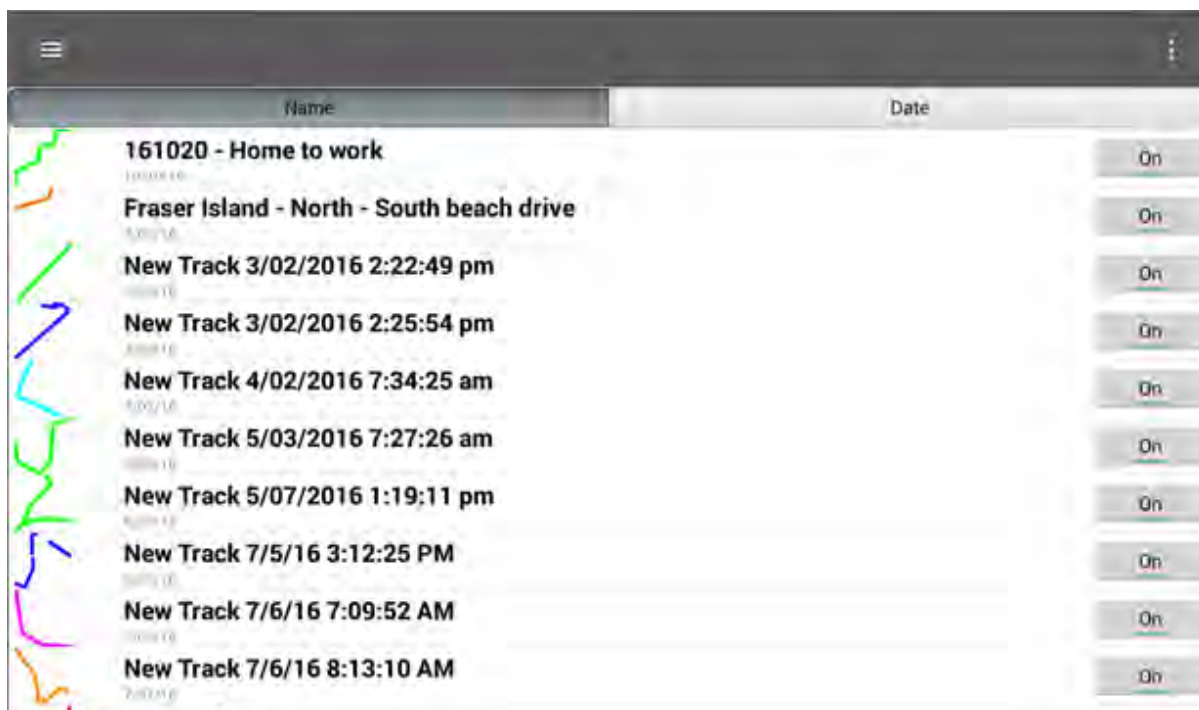 Name Date
161020 - Home to work On
Fraser Island - North - South beach drive On
New Track 3/02/2016 2:22:49 pm On
New Track 3/02/2016 2:25:54 pm On
New Track 4/02/2016 7:34:25 am On
New Track 5/03/2016 7:27:26 am On
New Track 5/07/2016 1:19:11 pm On
New Track 7/5/16 3:12:25 PM On
New Track 7/6/16 7:09:52 AM On
New Track 7/6/16 8:13:10 AM On